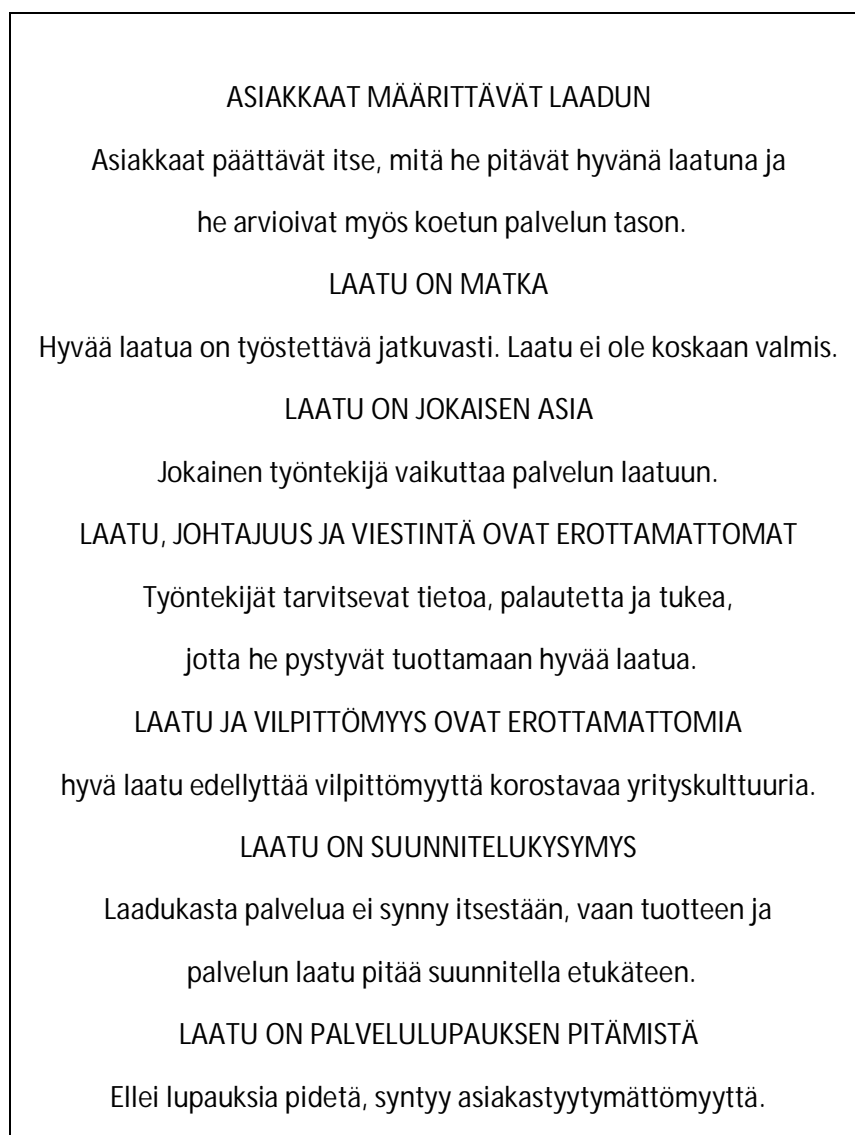 ASIAKKAAT MÄÄRITTÄVÄT LAADUN
Asiakkaat päättävät itse, mitä he pitävät hyvänä laatuna ja
he arvioivat myös koetun palvelun tason.
LAATU ON MATKA
Hyvää laatua on työstettävä jatkuvasti. Laatu ei ole koskaan valmis.
LAATU ON JOKAISEN ASIA
Jokainen työntekijä vaikuttaa palvelun laatuun.
LAATU, JOHTAJUUS JA VIESTINTÄ OVAT EROTTAMATTOMAT
Työntekijät tarvitsevat tietoa, palautetta ja tukea,
jotta he pystyvät tuottamaan hyvää laatua.
LAATU JA VILPITTÖMYYS OVAT EROTTAMATTOMIA
hyvä laatu edellyttää vilpittömyyttä korostavaa yrityskulttuuria.
LAATU ON SUUNNITELUKYSYMYS
Laadukasta palvelua ei synny itsestään, vaan tuotteen ja
palvelun laatu pitää suunnitella etukäteen.
LAATU ON PALVELULUPAUKSEN PITÄMISTÄ
Ellei lupauksia pidetä, syntyy asiakastyytymättömyyttä.